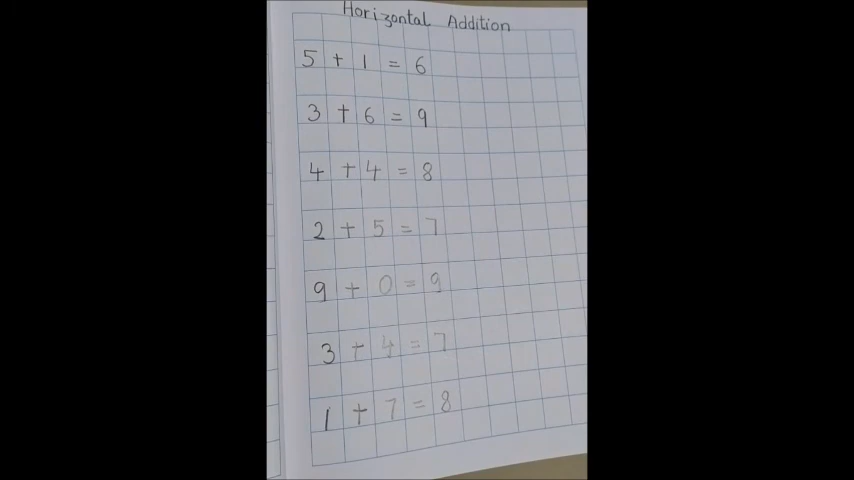 Horizontal Addition
5 + 1 = 6
3 + 6 = 9
4 + 4 = 8
2 + 5 = 7
9 + 0 = 9
3 + 4 = 7
1 + 7 = 8